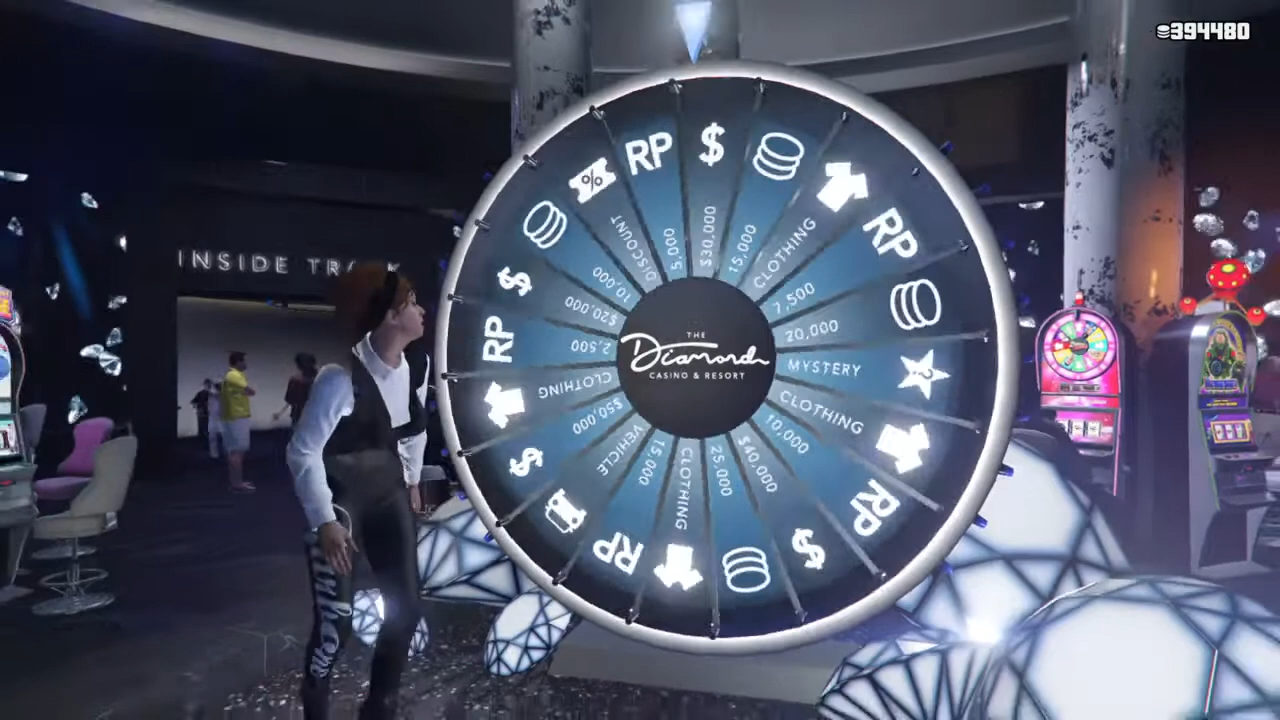 394480
INSIDE TRACK
RP
$
%
RP
RP
$
$
RP
RP
$
$30,000
15,000
CLOTHING
7,500
20,000
MYSTERY
CLOTHING
10,000
$40,000
25,000
CLOTHING
15,000
VEHICLE
$50,000
CLOTHING
2,500
$20,000
10,000
DISCOUNT
5,000
THE
Diamond
CASINO & RESORT